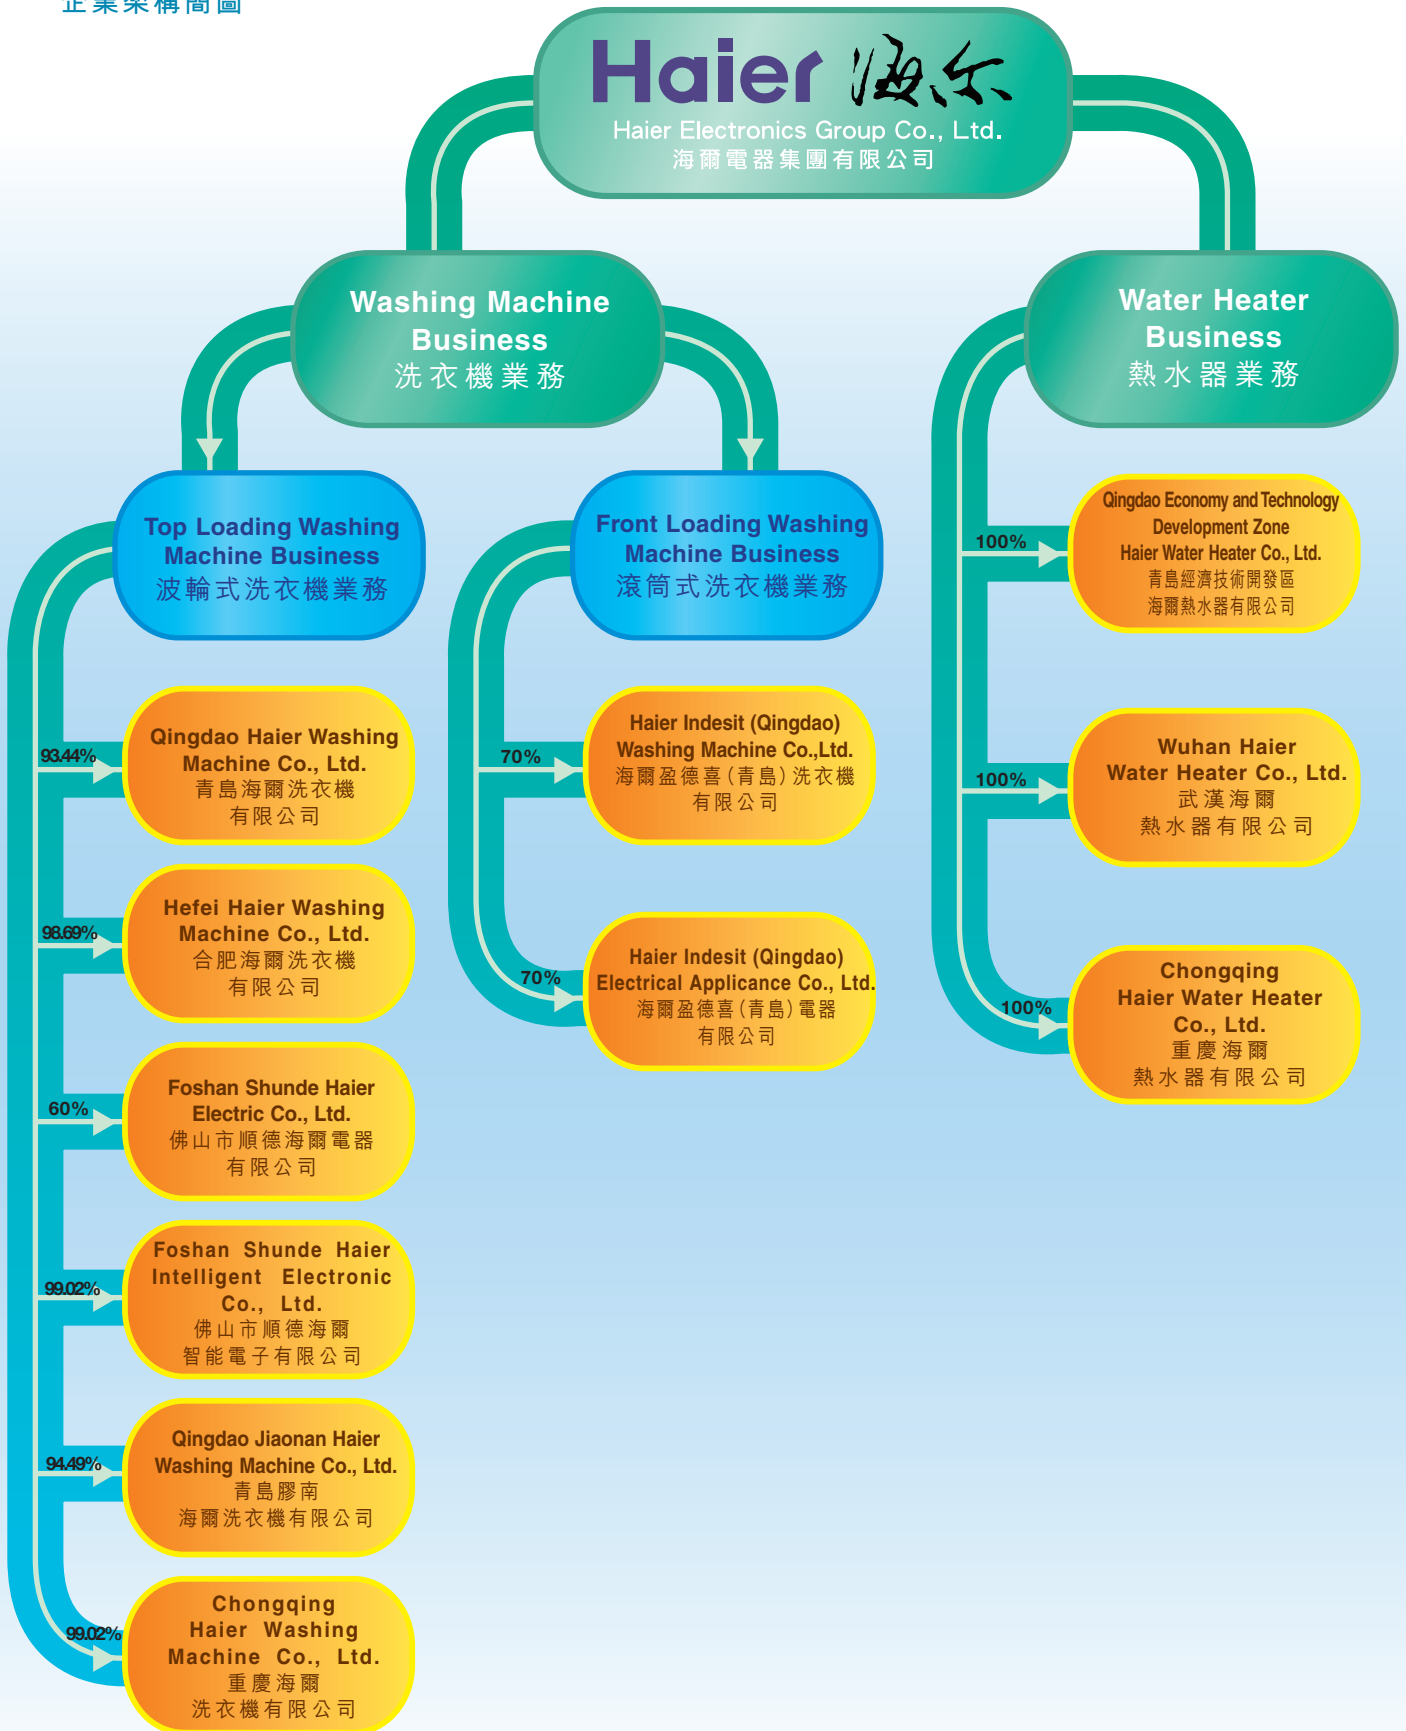 企業架構簡圖
Haier 海尔
Haier Electronics Group Co., Ltd.
海爾電器集團有限公司
Washing Machine
Business
洗衣機業務
Water Heater
Business
熱水器業務
Top Loading Washing
Machine Business
波輪式洗衣機業務
Front Loading Washing
Machine Business
滾筒式洗衣機業務
100%
Qingdao Economy and Technology
Development Zone
Haier Water Heater Co., Ltd.
青島經濟技術開發區
海爾熱水器有限公司
93.44%
Qingdao Haier Washing
Machine Co., Ltd.
青島海爾洗衣機
有限公司
70%
Haier Indesit (Qingdao)
Washing Machine Co.,Ltd.
海爾盈德喜(青島)洗衣機
有限公司
100%
Wuhan Haier
Water Heater Co., Ltd.
武漢海爾
熱水器有限公司
98.69%
Hefei Haier Washing
Machine Co., Ltd.
合肥海爾洗衣機
有限公司
70%
Haier Indesit (Qingdao)
Electrical Applicance Co., Ltd.
海爾盈德喜(青島)電器
有限公司
100%
Chongqing
Haier Water Heater
Co., Ltd.
重慶海爾
熱水器有限公司
60%
Foshan Shunde Haier
Electric Co., Ltd.
佛山市順德海爾電器
有限公司
99.02%
Foshan Shunde Haier
Intelligent Electronic
Co., Ltd.
佛山市順德海爾
智能電子有限公司
94.49%
Qingdao Jiaonan Haier
Washing Machine Co., Ltd.
青島膠南
海爾洗衣機有限公司
99.02%
Chongqing
Haier Washing
Machine Co., Ltd.
重慶海爾
洗衣機有限公司